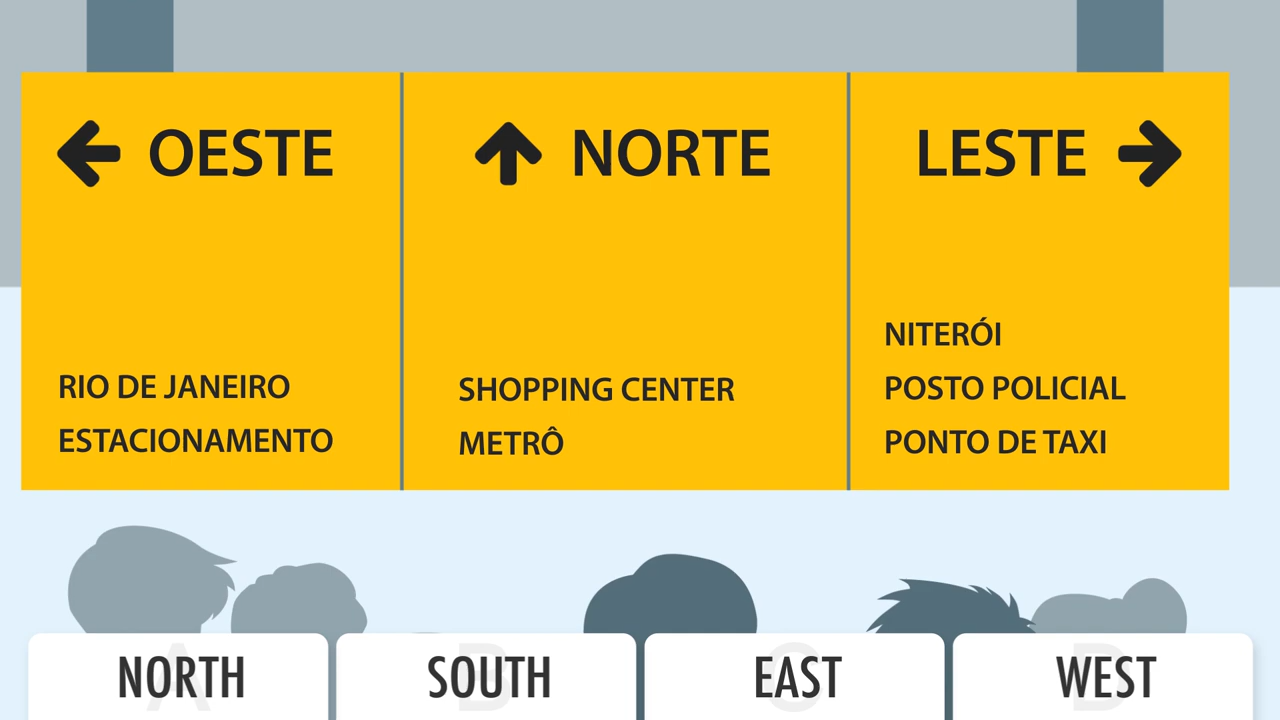 OESTE
RIO DE JANEIRO
ESTACIONAMENTO
NORTE
SHOPPING CENTER
METRÔ
LESTE
NITERÓI
POSTO POLICIAL
PONTO DE TAXI
A
NORTH
B
SOUTH
C
EAST
D
WEST